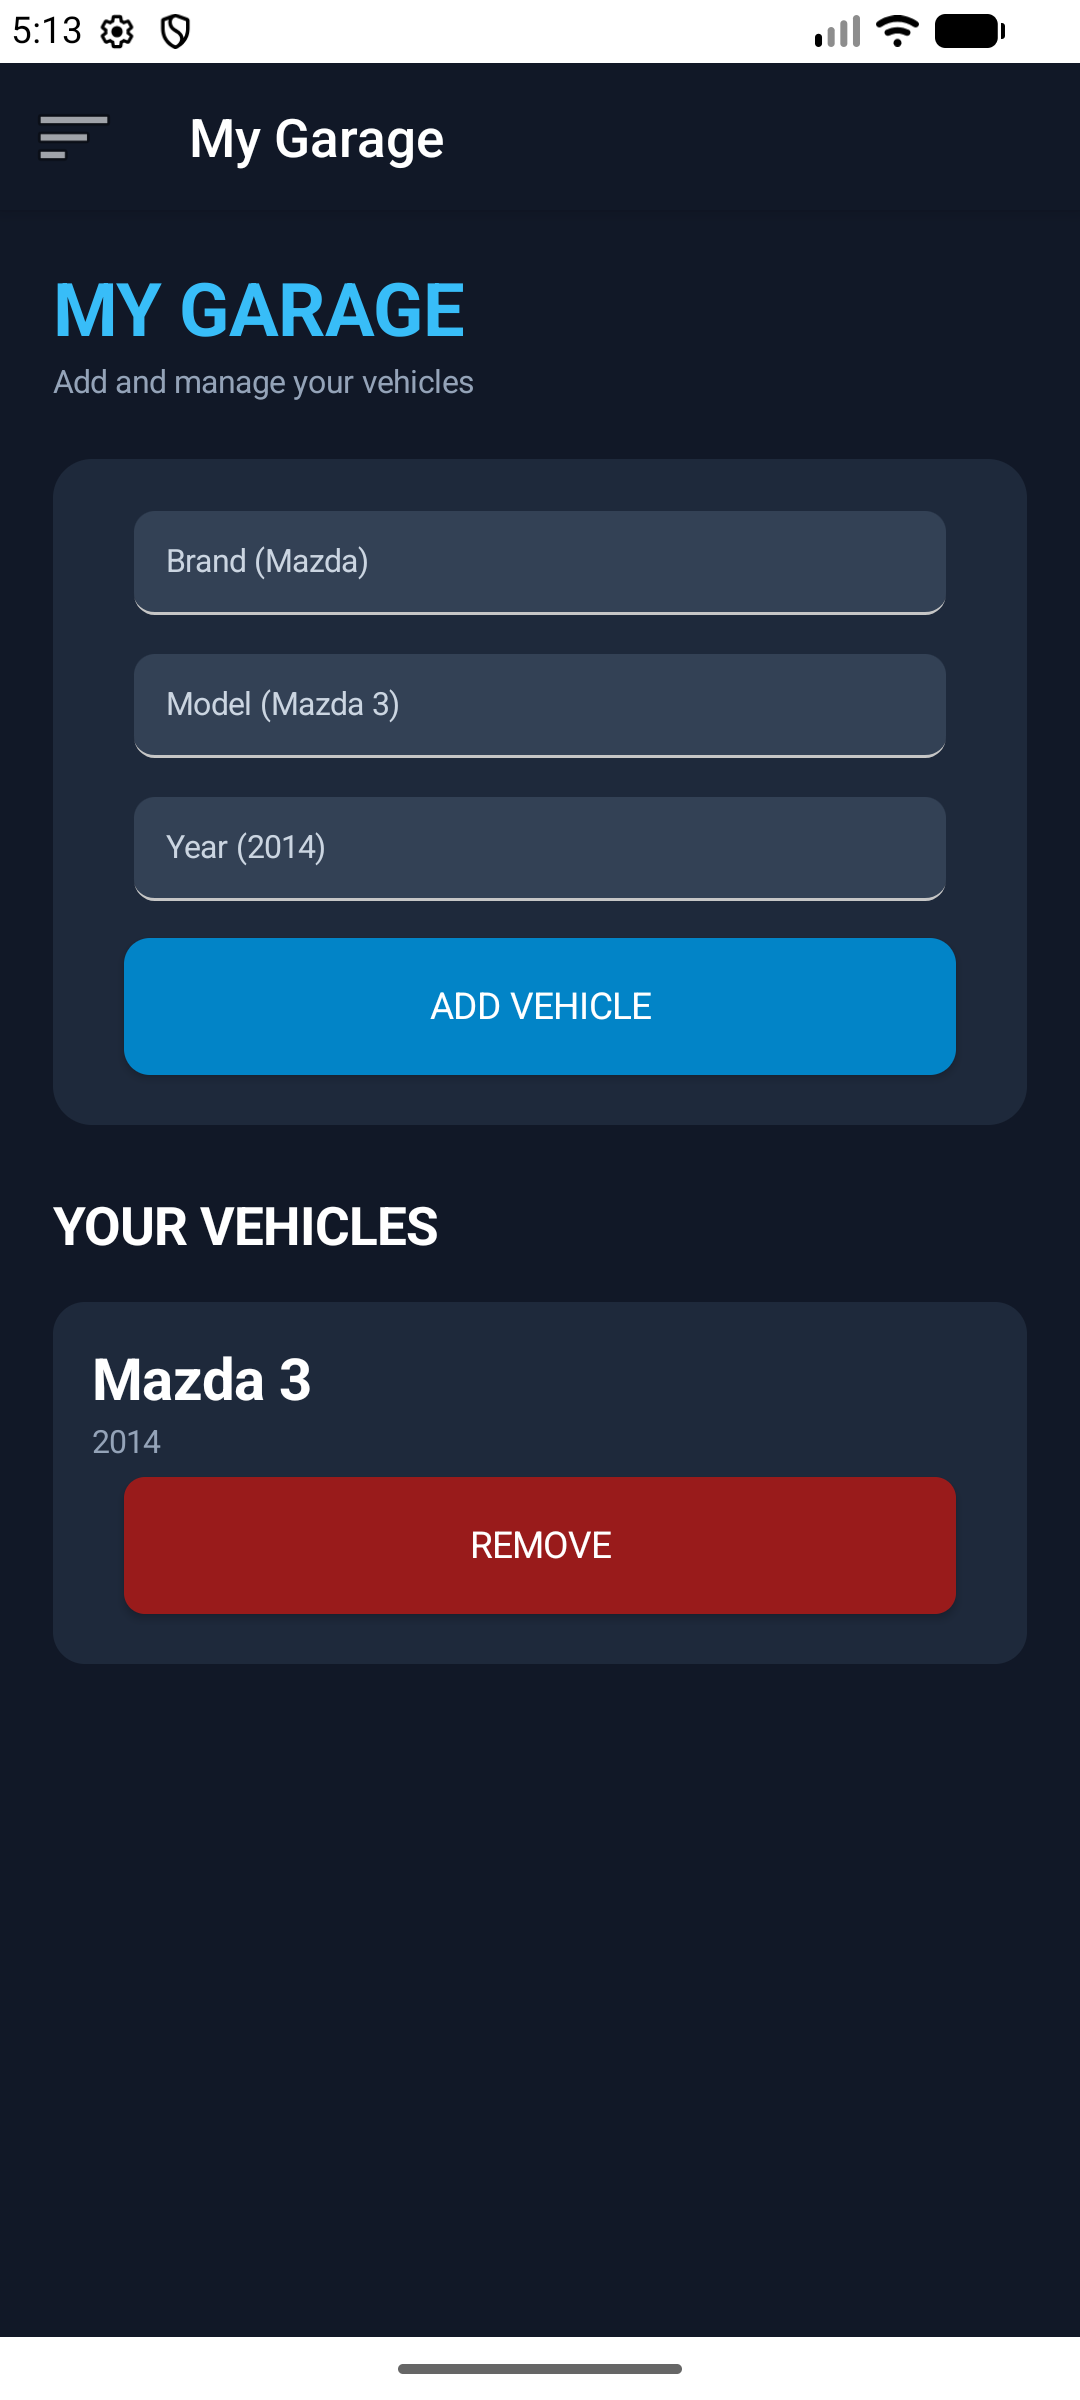 5:13
My Garage
MY GARAGE
Add and manage your vehicles
Brand (Mazda)
Model (Mazda 3)
Year (2014)
ADD VEHICLE
YOUR VEHICLES
Mazda 3
2014
REMOVE